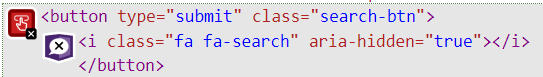 <button type="submit" class="search-btn">
<i class="fa fa-search" aria-hidden="true"></i>
</button>